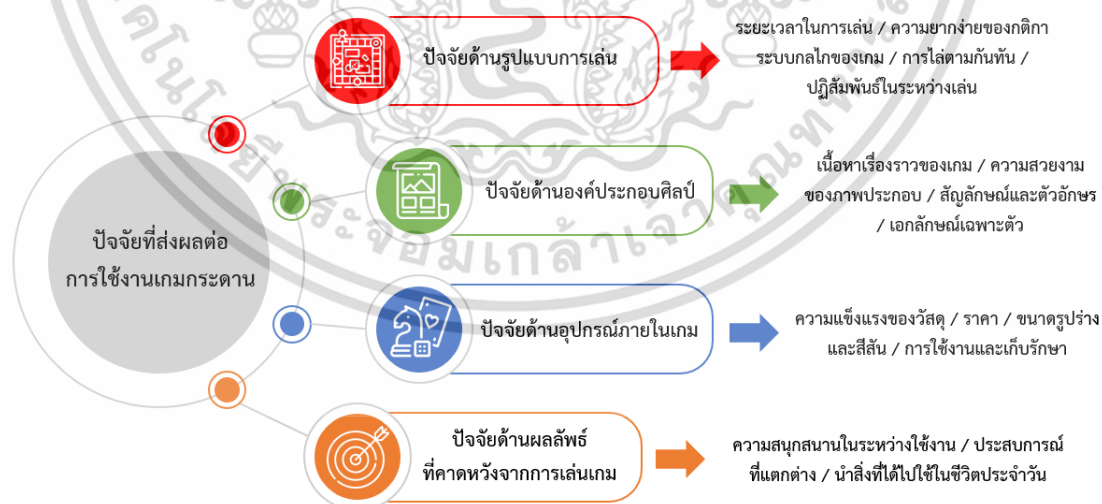 ปัจจัยที่ส่งผลต่อ
การใช้งานเกมกระดาน
ปัจจัยด้านรูปแบบการเล่น
ระยะเวลาในการเล่น / ความยากง่ายของกติกา
ระบบกลไกของเกม / การไล่ตามกันทัน /
ปฏิสัมพันธ์ในระหว่างเล่น
ปัจจัยด้านองค์ประกอบศิลป์
เนื้อหาเรื่องราวของเกม / ความสวยงาม
ของภาพประกอบ / สัญลักษณ์และตัวอักษร
/ เอกลักษณ์เฉพาะตัว
ปัจจัยด้านอุปกรณ์ภายในเกม
ความแข็งแรงของวัสดุ / ราคา / ขนาดรูปร่าง
และสีสัน / การใช้งานและเก็บรักษา
ปัจจัยด้านผลลัพธ์
ที่คาดหวังจากการเล่นเกม
ความสนุกสนานในระหว่างใช้งาน / ประสบการณ์
ที่แตกต่าง / นำสิ่งที่ได้ไปใช้ในชีวิตประจำวัน